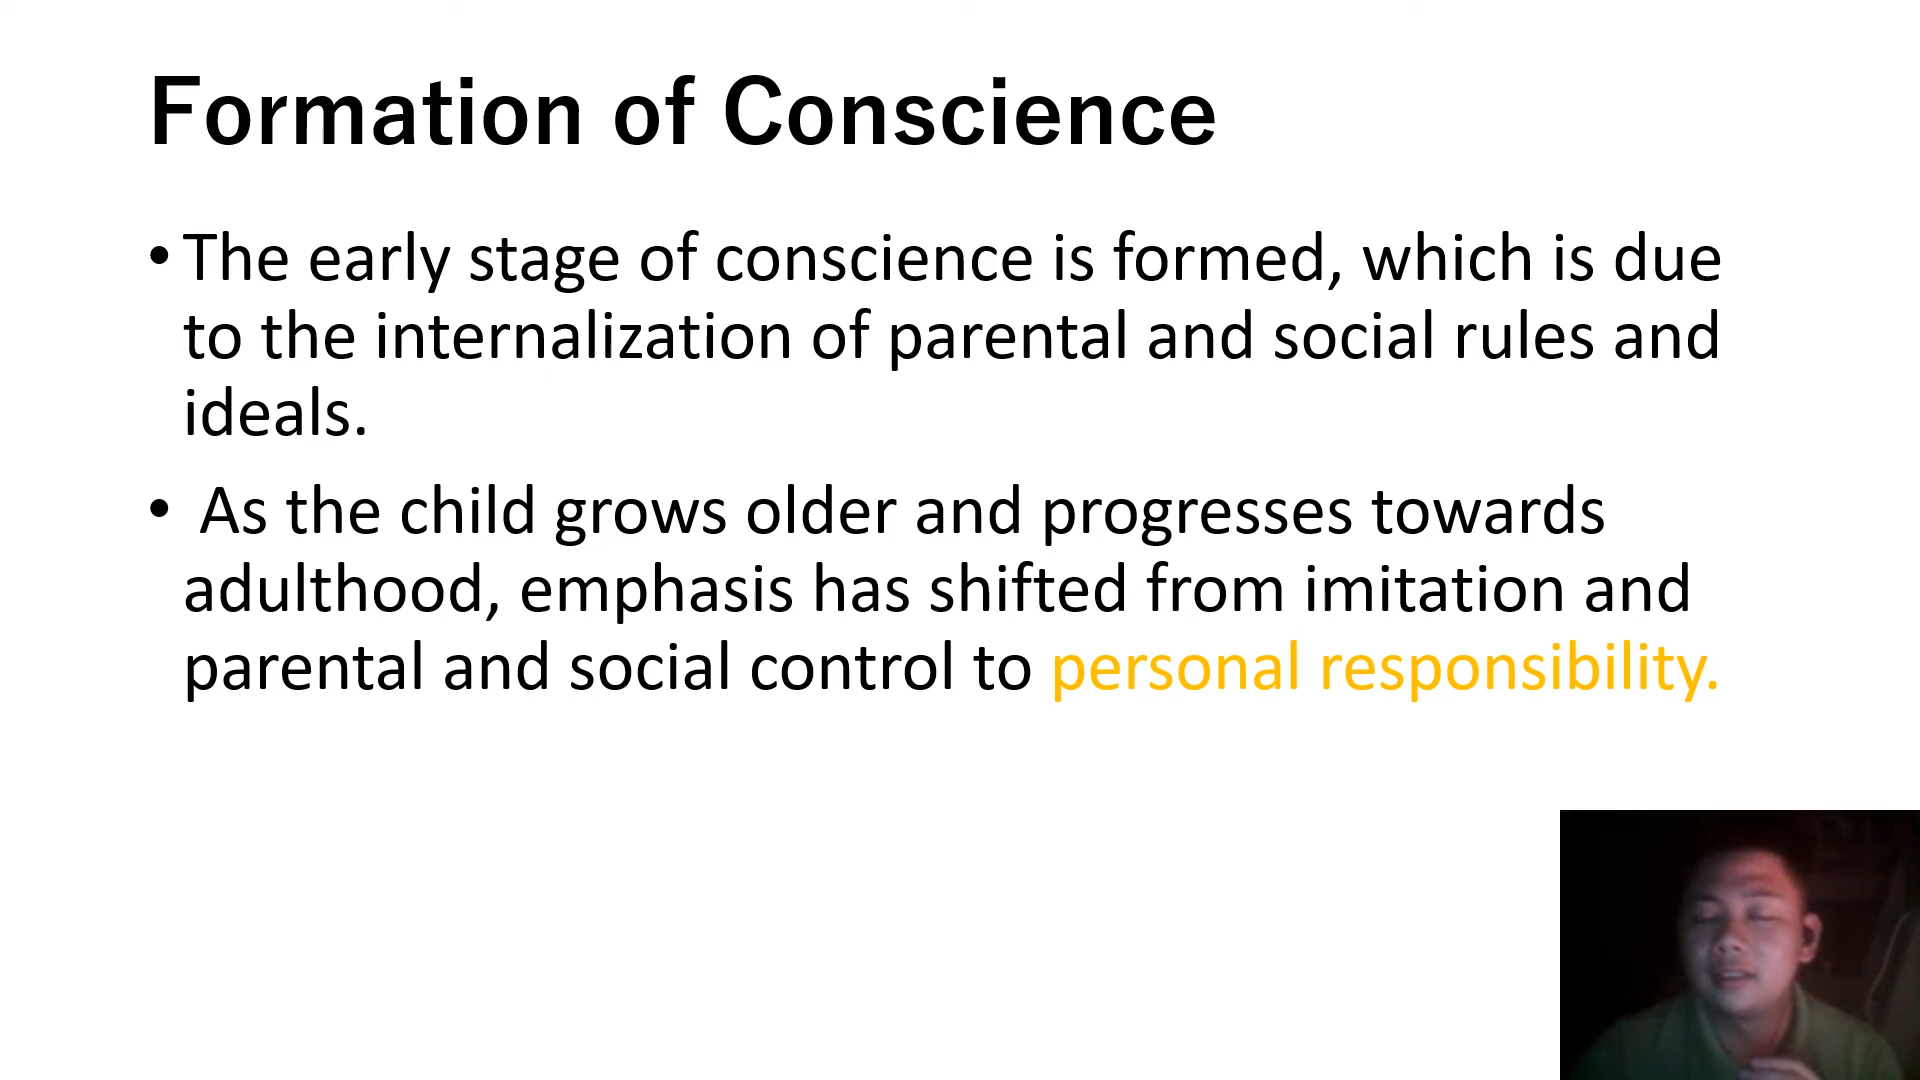 Formation of Conscience
• The early stage of conscience is formed, which is due
to the internalization of parental and social rules and
ideals.
• As the child grows older and progresses towards
adulthood, emphasis has shifted from imitation and
parental and social control to personal responsibility.